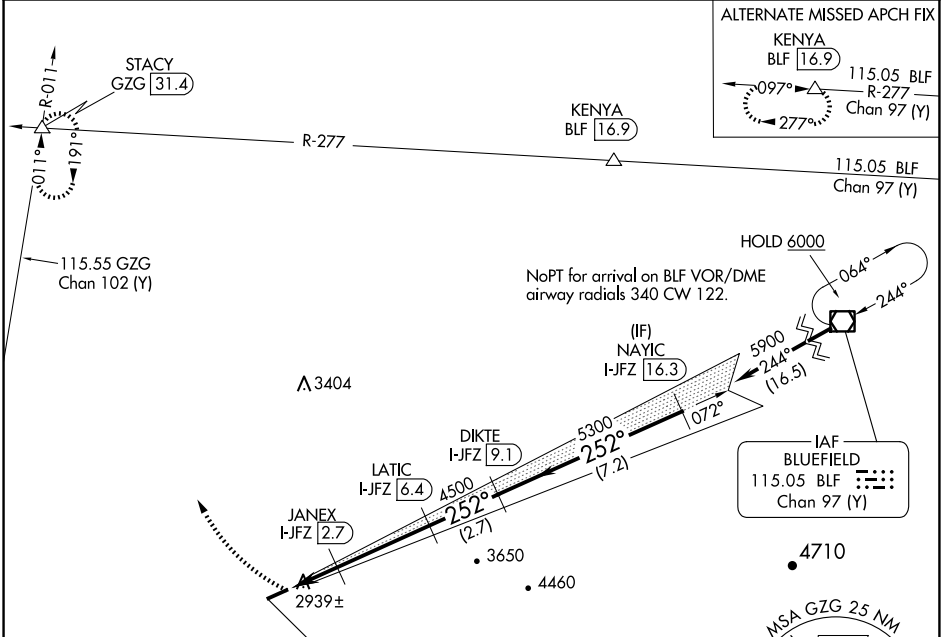 ALTERNATE MISSED APCH FIX
KENYA
BLF 16.9
115.05 BLF
097°
R-277
Chan 97 (Y)
277°
R-011
STACY
GZG 31.4
KENYA
BLF 16.9
R-277
011°
191°
115.05 BLF
Chan 97 (Y)
115.55 GZG
Chan 102 (Y)
HOLD 6000
064°
244°
NoPT for arrival on BLF VOR/DME
airway radials 340 CW 122.
(IF)
NAYIC
I-JFZ 16.3
5900
244°
(16.5)
3404
072°
5300
252°
(7.2)
DIKTE
I-JFZ 9.1
IAF
BLUEFIELD
115.05 BLF
Chan 97 (Y)
LATIC
I-JFZ 6.4
4500
252°
(2.7)
JANEX
I-JFZ 2.7
3650
4710
4460
2939±
MSA GZG 25 NM